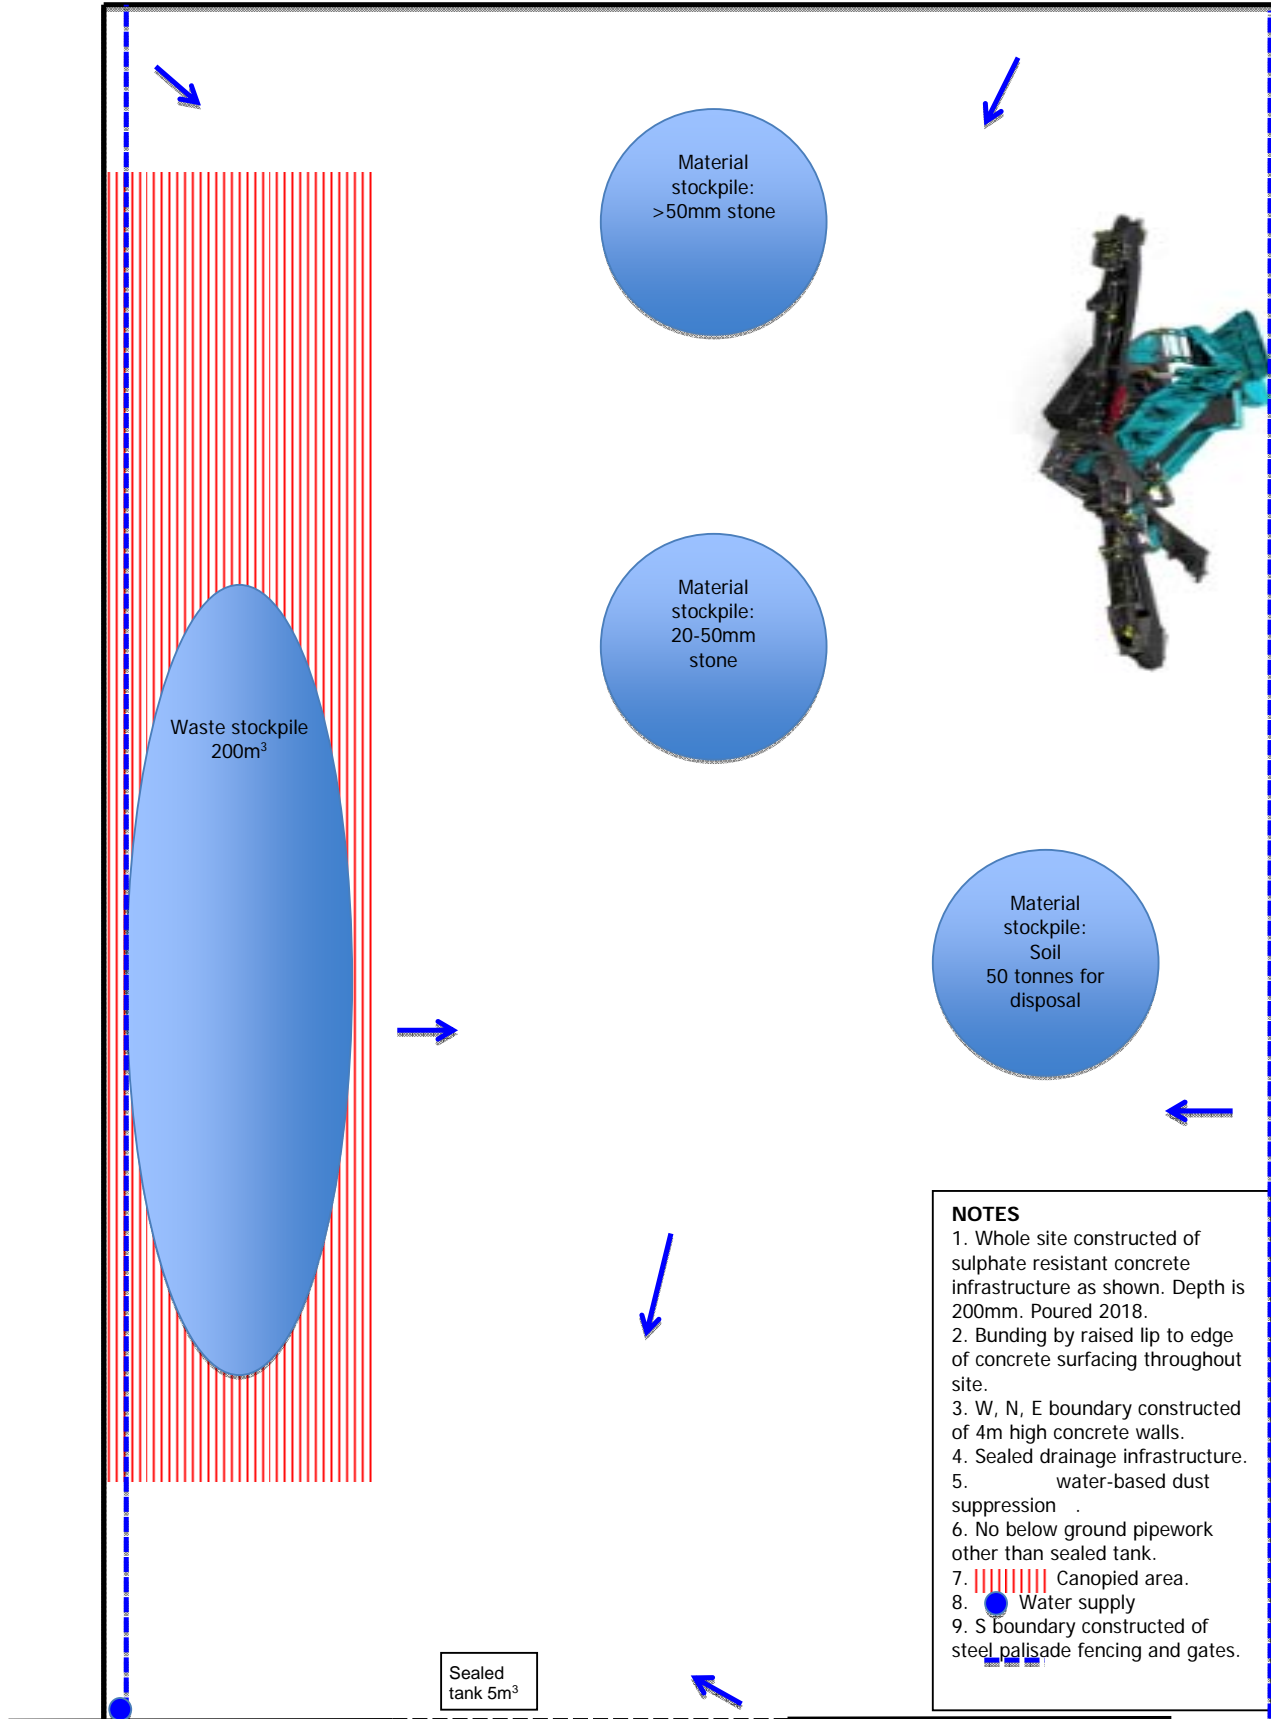 Material
stockpile:
>50mm stone
Material
stockpile:
20-50mm
stone
Waste stockpile
200m³
Material
stockpile:
Soil
50 tonnes for
disposal
NOTES
1. Whole site constructed of
sulphate resistant concrete
infrastructure as shown. Depth is
200mm. Poured 2018.
2. Bunding by raised lip to edge
of concrete surfacing throughout
site.
3. W, N, E boundary constructed
of 4m high concrete walls.
4. Sealed drainage infrastructure.
5. water-based dust
suppression .
6. No below ground pipework
other than sealed tank.
7. Canopied area.
8. Water supply
9. S boundary constructed of
steel palisade fencing and gates.
Sealed
tank 5m³